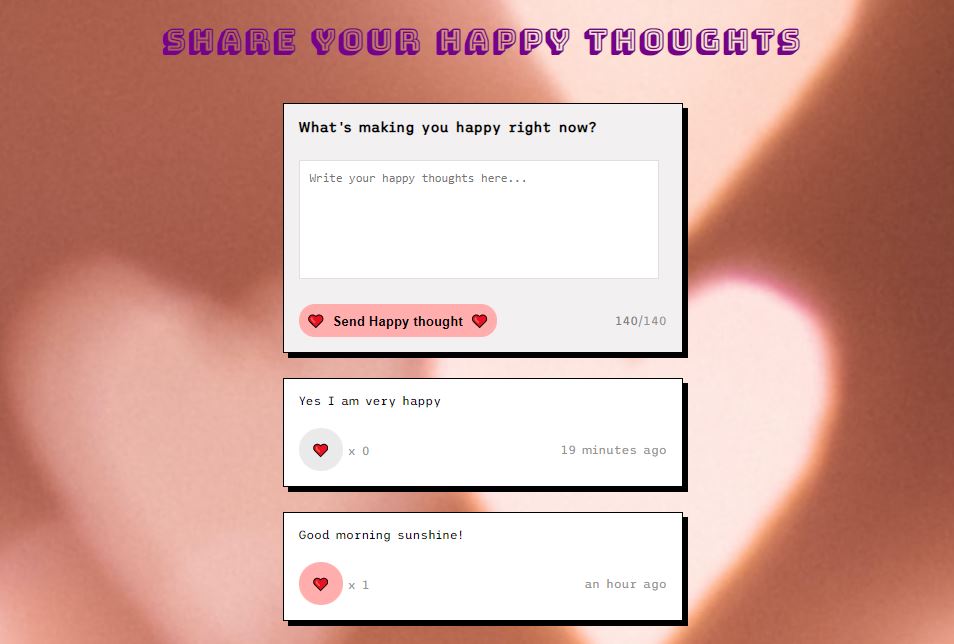 SHARE YOUR HAPPY THOUGHTS
What's making you happy right now?
Write your happy thoughts here...
Send Happy thought
140/140
Yes I am very happy
x 0
19 minutes ago
Good morning sunshine!
x 1
an hour ago